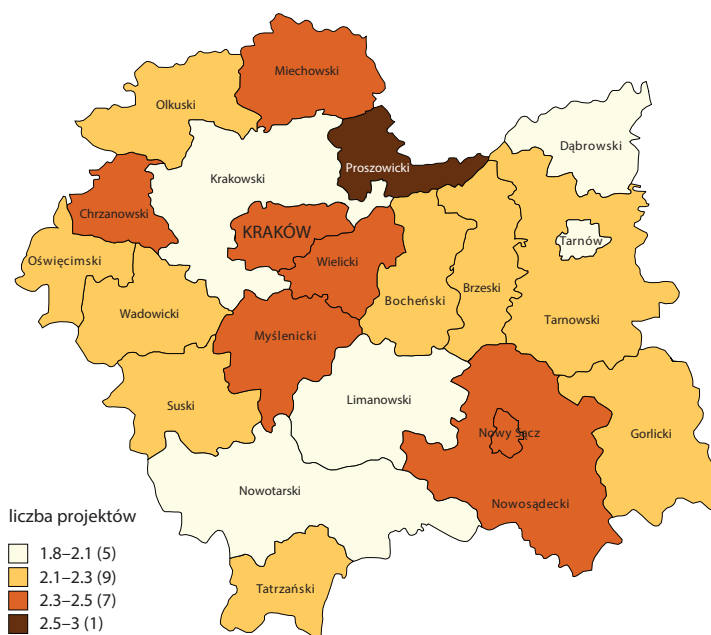 Miechowski
Olkuski
Dąbrowski
Proszowicki
Krakowski
Chrzanowski
KRAKÓW
Tarnów
Oświęcimski
Wielicki
Brzeski
Bocheński
Wadowicki
Tarnowski
Myślenicki
Limanowski
Suski
Nowy Sącz
Gorlicki
Nowotarski
Nowosądecki
Tatrzański
liczba projektów
1.8–2.1 (5)
2.1–2.3 (9)
2.3–2.5 (7)
2.5–3 (1)